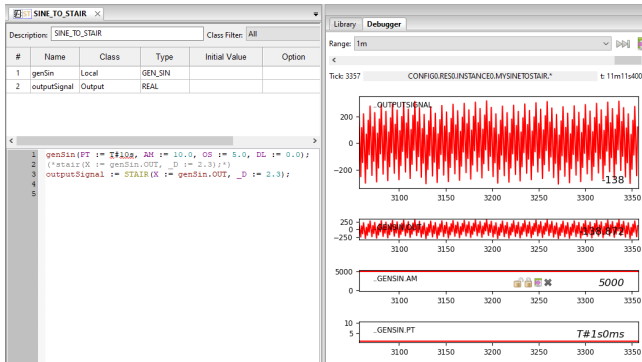 SINE_TO_STAIR
Description: SINE_TO_STAIR Class Filter: All
# Name Class Type Initial Value Option
1 genSin Local GEN_SIN
2 outputSignal Output REAL
1 genSin(PT := T#10s, AM := 10.0, OS := 5.0, DL := 0.0);
2 (*stair(X := genSin.OUT, _D := 2.3);*)
3 outputSignal := STAIR(X := genSin.OUT, _D := 2.3);
4
5
Library Debugger
Range: 1m
Tick: 3357 CONFIG0.RES0.INSTANCE0.MYSINETOSTAIR.* t: 11m11s400
..OUTPUTSIGNAL
200
0
−200
-138
3100 3150 3200 3250 3300 3350
..GENSIN.OUT
250
0
−250
3100 3150 3200 3250 3300 3350
..GENSIN.AM
5000
0
5000
3100 3150 3200 3250 3300 3350
..GENSIN.PT
10
5
T#1s0ms
3100 3150 3200 3250 3300 3350